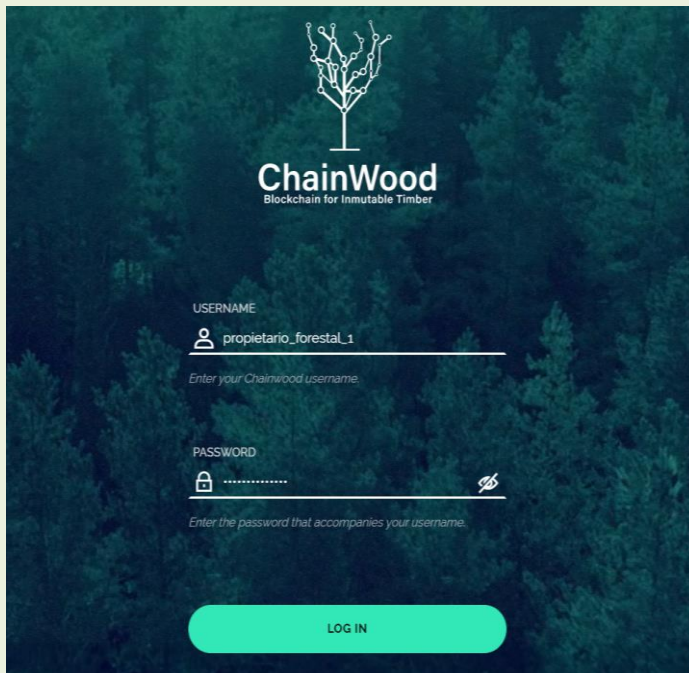 ChainWood
Blockchain for Inmutable Timber
USERNAME
propietario_forestal_1
Enter your Chainwood username.
PASSWORD
••••••••••••••
Enter the password that accompanies your username.
LOG IN